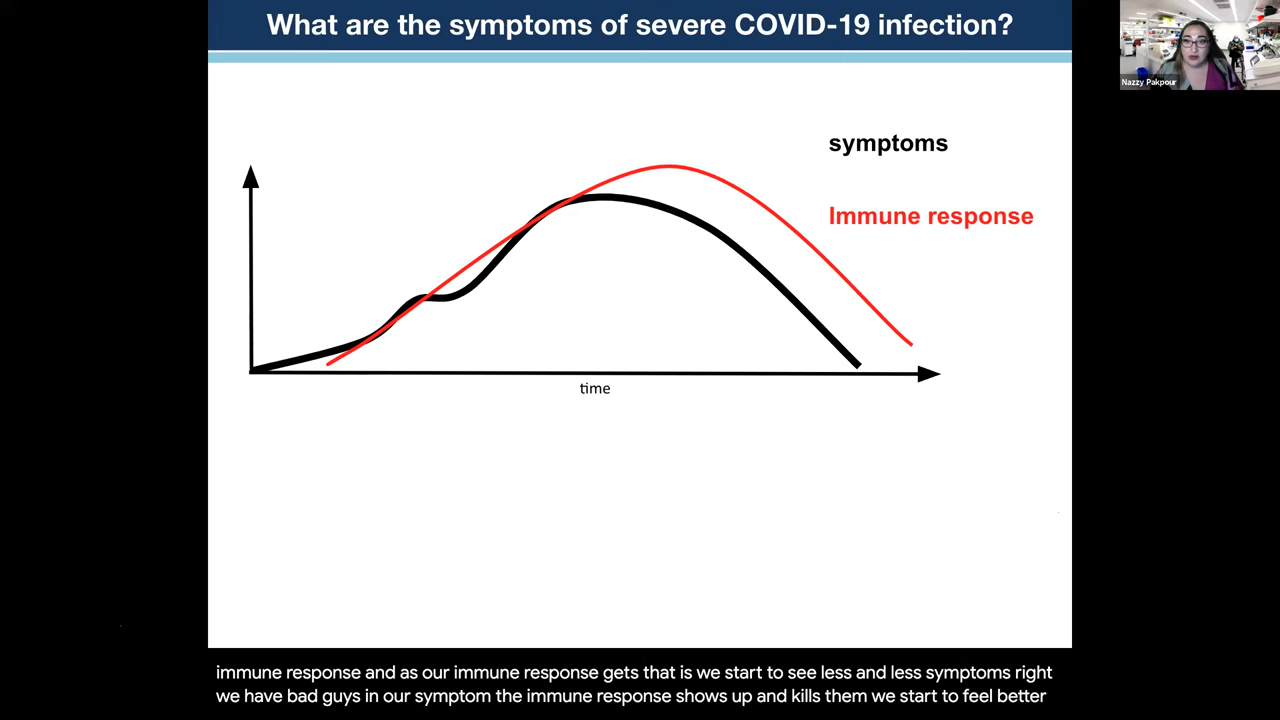 What are the symptoms of severe COVID-19 infection?
Nazzy Pakpour
symptoms
Immune response
time
immune response and as our immune response gets that is we start to see less and less symptoms right
we have bad guys in our symptom the immune response shows up and kills them we start to feel better